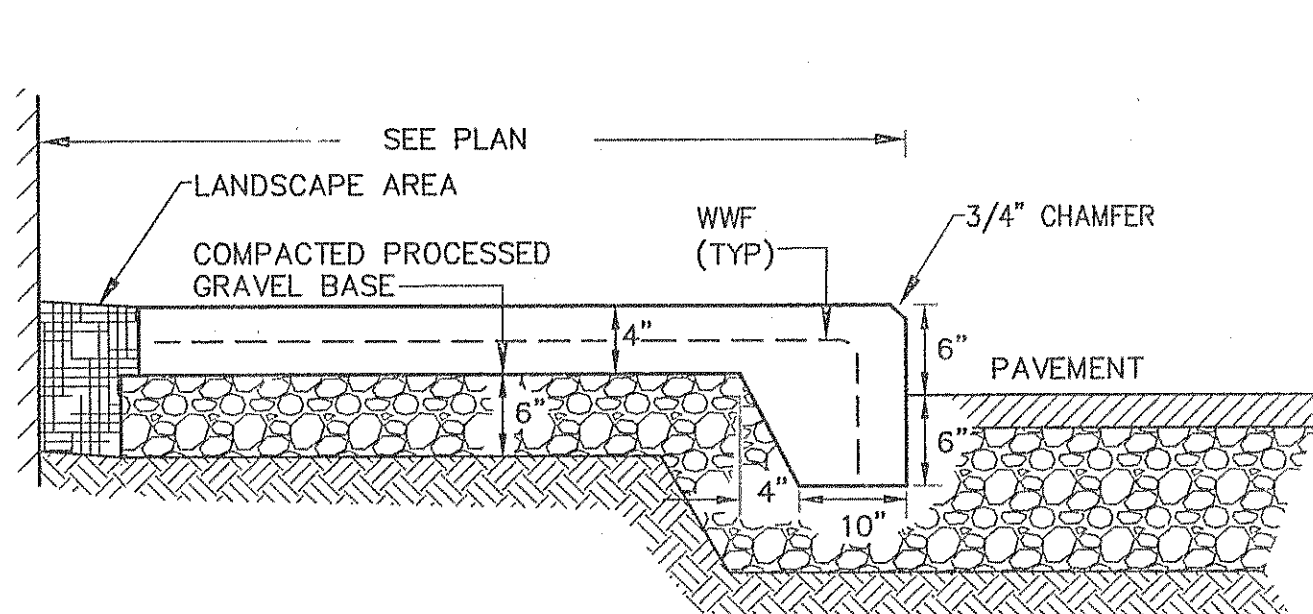 SEE PLAN
LANDSCAPE AREA
WWF
(TYP)
3/4" CHAMFER
COMPACTED PROCESSED
GRAVEL BASE
4"
6"
PAVEMENT
6"
6"
4"
10"